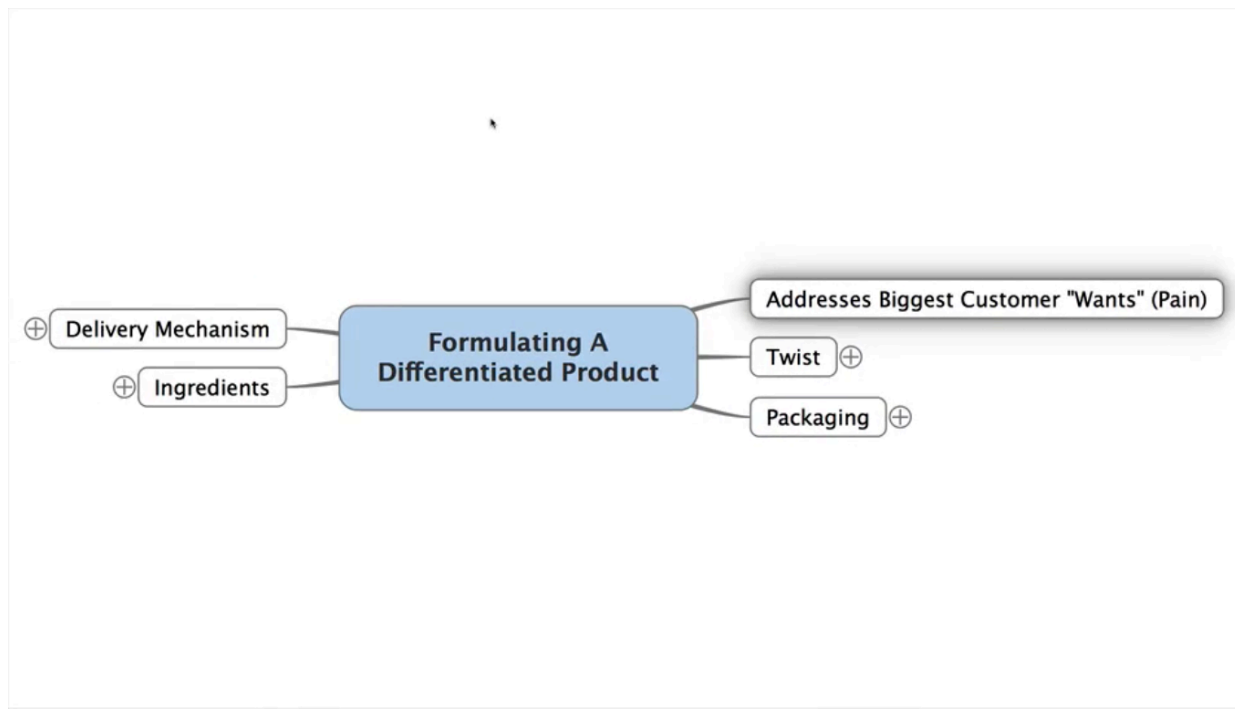 Formulating A
Differentiated Product
Addresses Biggest Customer "Wants" (Pain)
Twist
Packaging
Delivery Mechanism
Ingredients